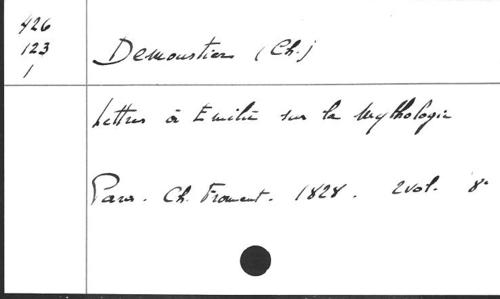 426
123
1
Demoustier (Ch.)
Lettres à Emilie sur la Mythologie
Paris. Ch. Froment. 1828. 2vol. 8°